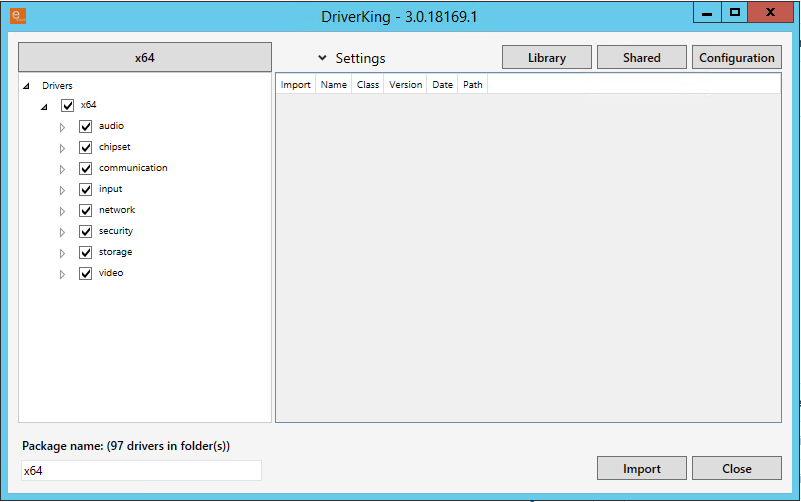 DriverKing - 3.0.18169.1
x64
Settings
Library
Shared
Configuration
Drivers
x64
audio
chipset
communication
input
network
security
storage
video
Import Name Class Version Date Path
Package name: (97 drivers in folder(s))
x64
Import
Close